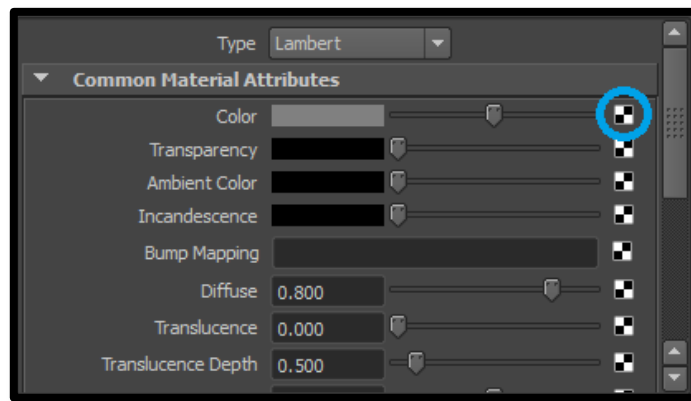 Type Lambert
Common Material Attributes
Color
Transparency
Ambient Color
Incandescence
Bump Mapping
Diffuse 0.800
Translucence 0.000
Translucence Depth 0.500